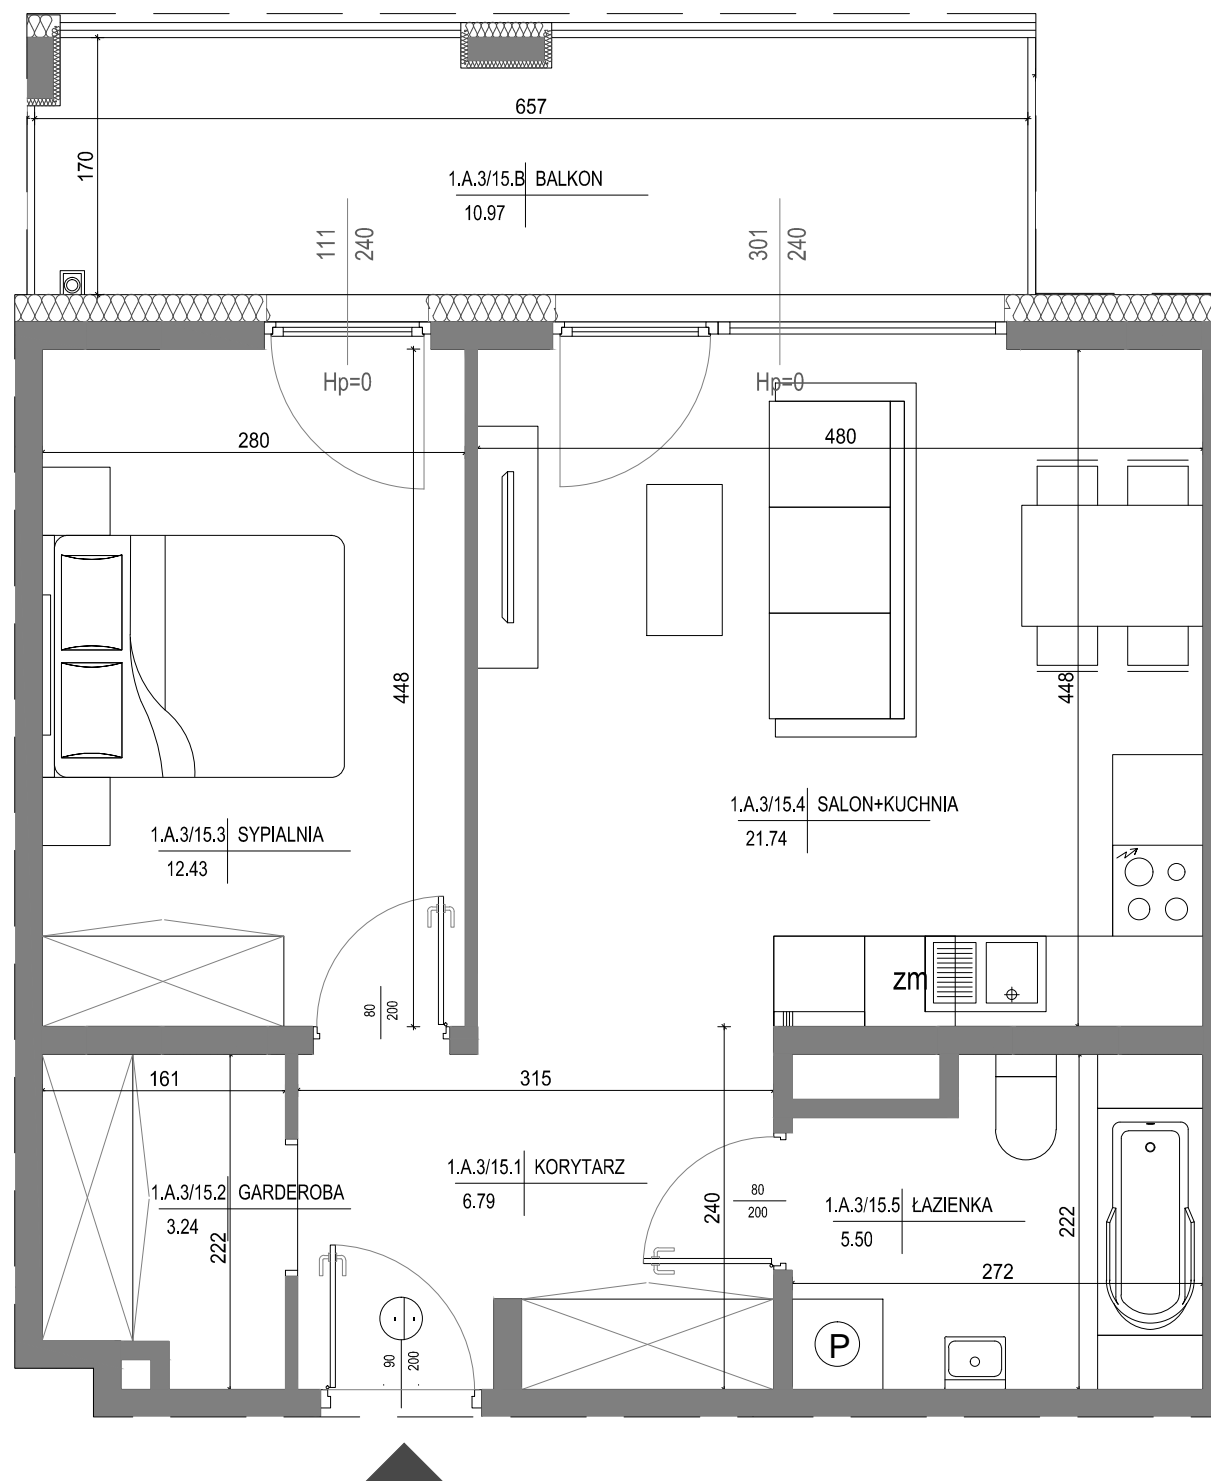 657
170
1.A.3/15.B BALKON
10.97
111
240
301
240
Hp=0
Hp=0
280
480
448
448
1.A.3/15.3 SYPIALNIA
12.43
1.A.3/15.4 SALON+KUCHNIA
21.74
zm
80
200
161
315
1.A.3/15.2 GARDEROBA
3.24
222
1.A.3/15.1 KORYTARZ
6.79
240
80
200
1.A.3/15.5 ŁAZIENKA
5.50
222
272
P
90
200